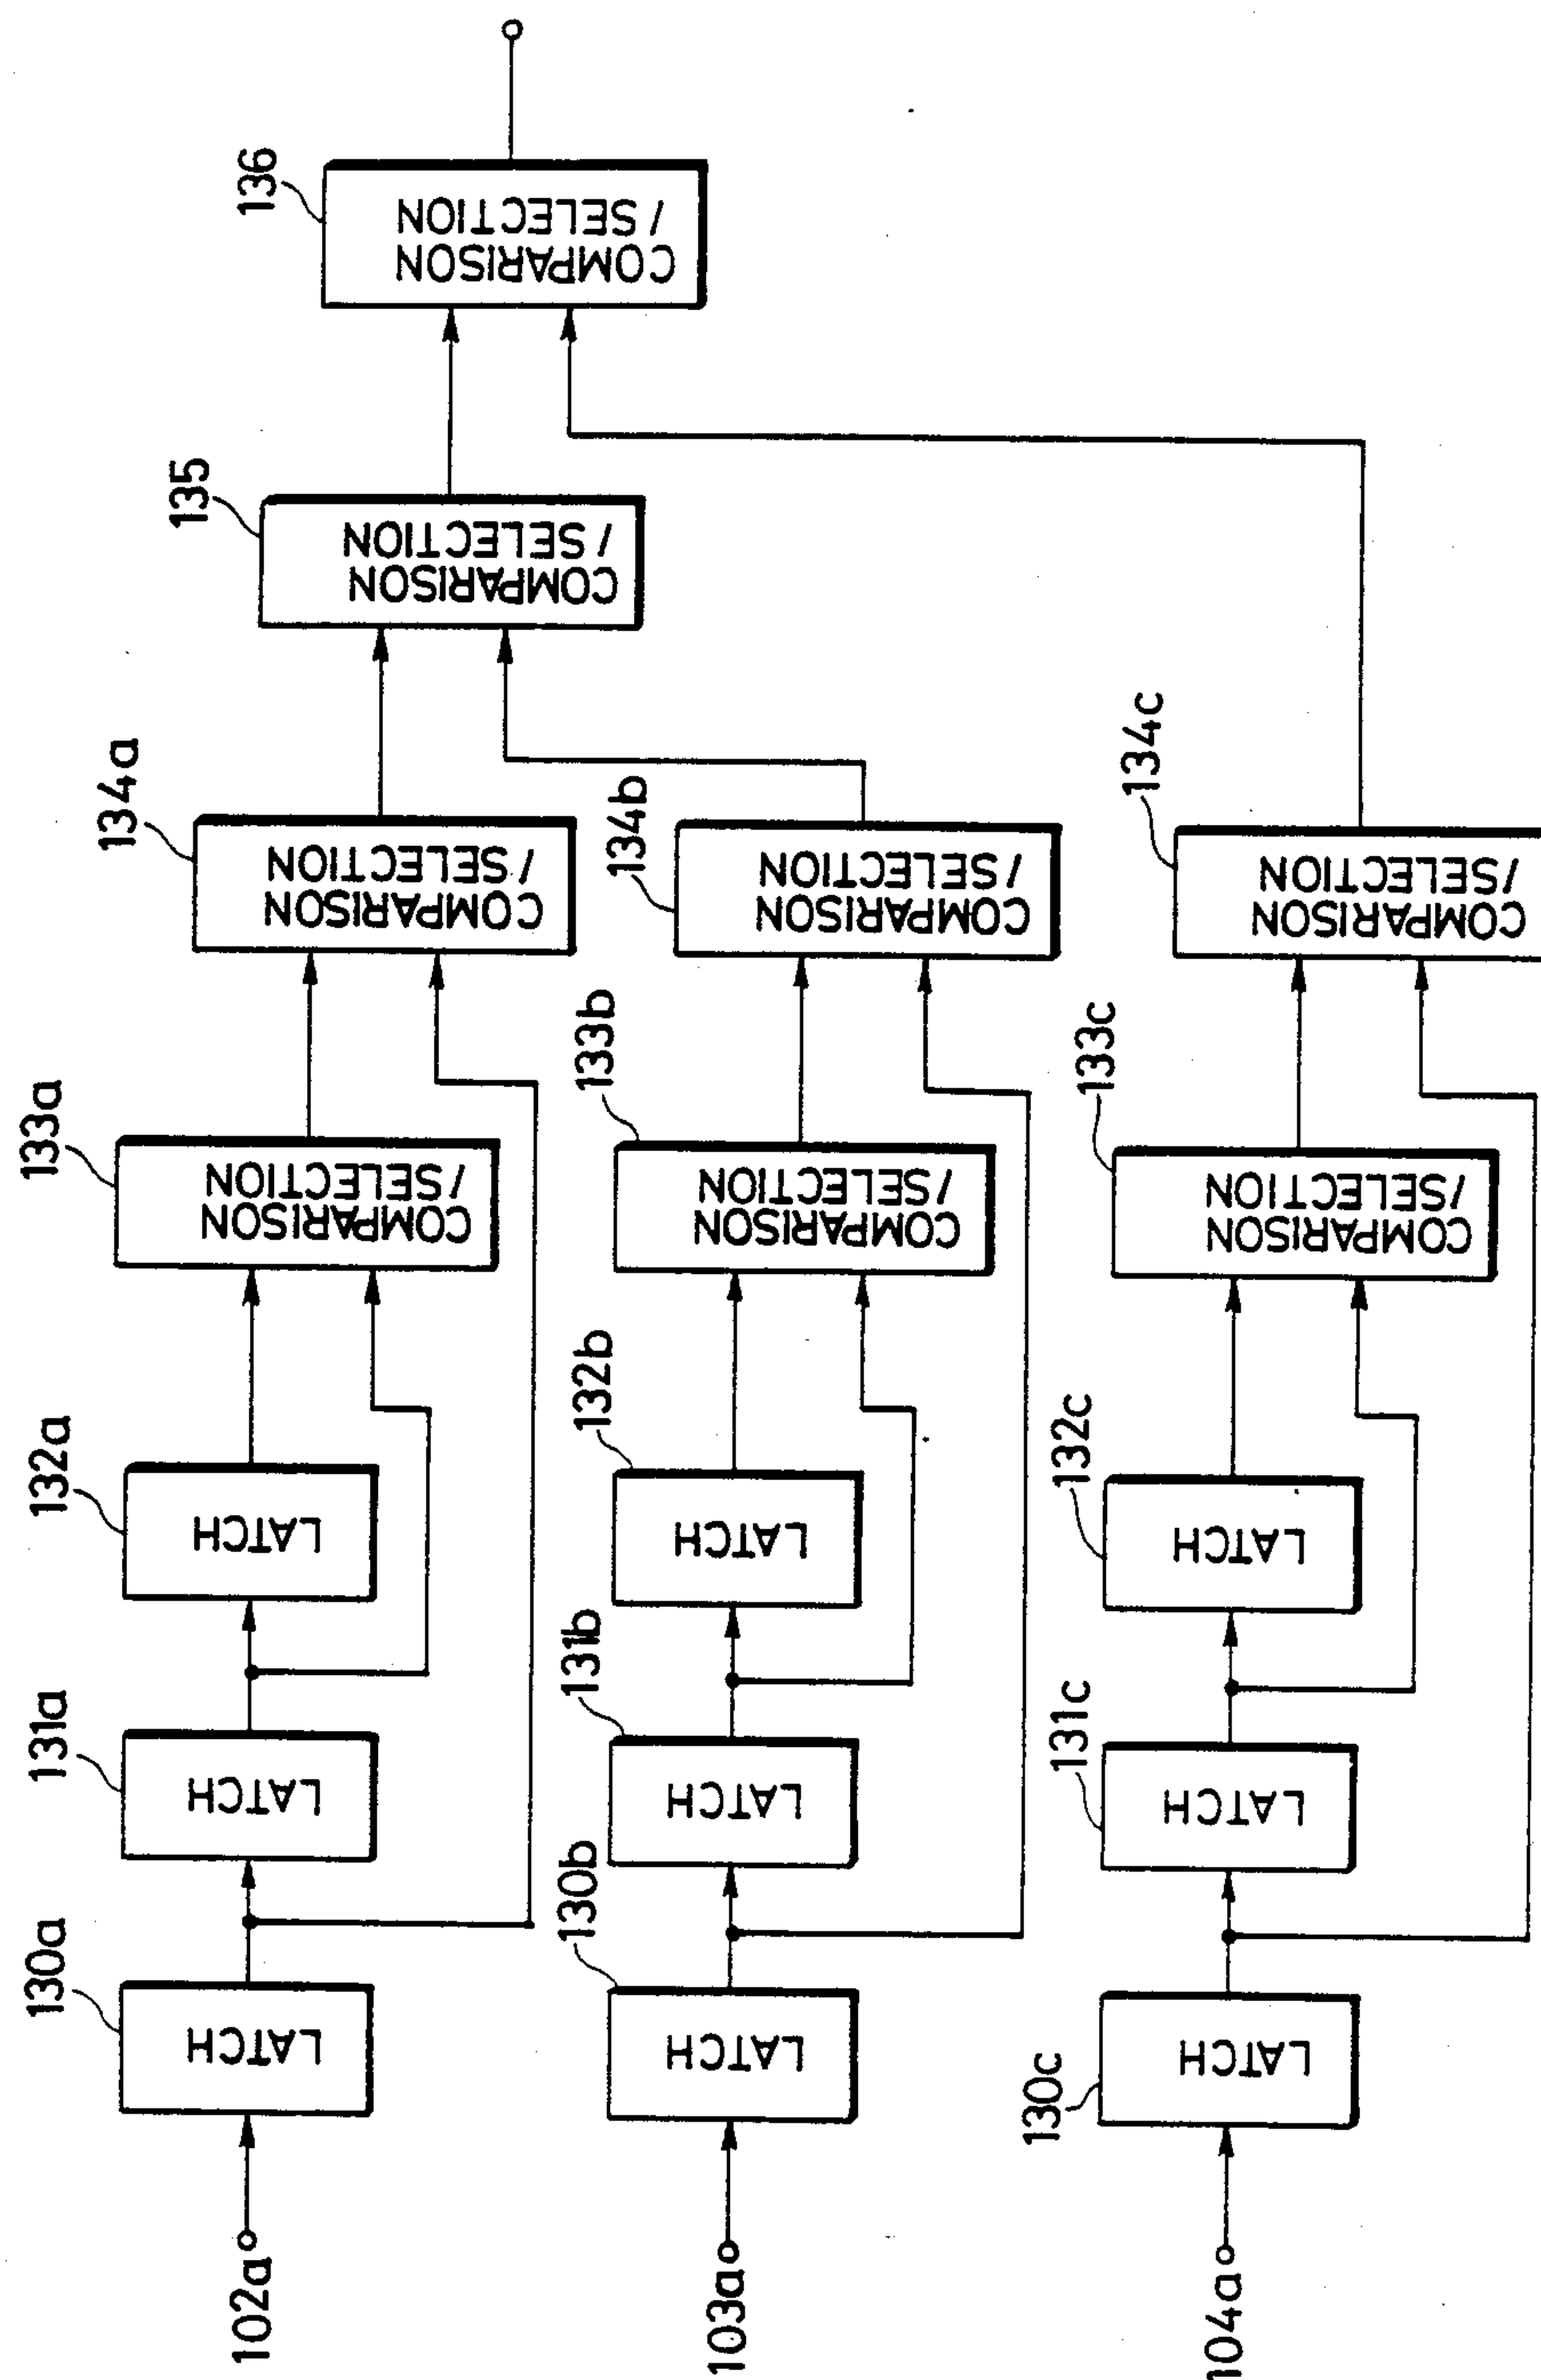 102a
130a
LATCH
131a
LATCH
132a
LATCH
133a
COMPARISON
/SELECTION
134a
COMPARISON
/SELECTION
135
COMPARISON
/SELECTION
136
COMPARISON
/SELECTION
103a
130b
LATCH
131b
LATCH
132b
LATCH
133b
COMPARISON
/SELECTION
134b
COMPARISON
/SELECTION
104a
130c
LATCH
131c
LATCH
132c
LATCH
133c
COMPARISON
/SELECTION
134c
COMPARISON
/SELECTION